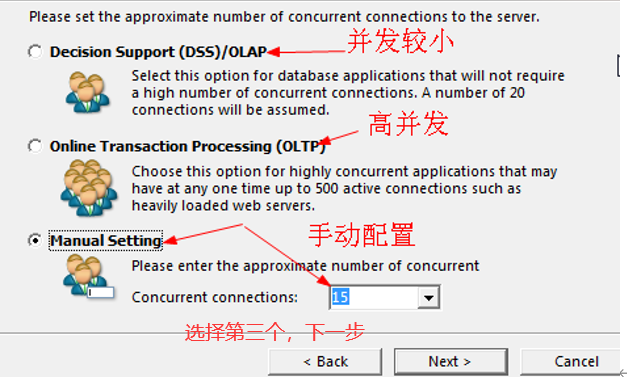 Please set the approximate number of concurrent connections to the server.
Decision Support (DSS)/OLAP
并发较小
Select this option for database applications that will not require
a high number of concurrent connections. A number of 20
connections will be assumed.
高并发
Online Transaction Processing (OLTP)
Choose this option for highly concurrent applications that may
have at any one time up to 500 active connections such as
heavily loaded web servers.
Manual Setting
手动配置
Please enter the approximate number of concurrent
Concurrent connections:
15
选择第三个，下一步
< Back
Next >
Cancel